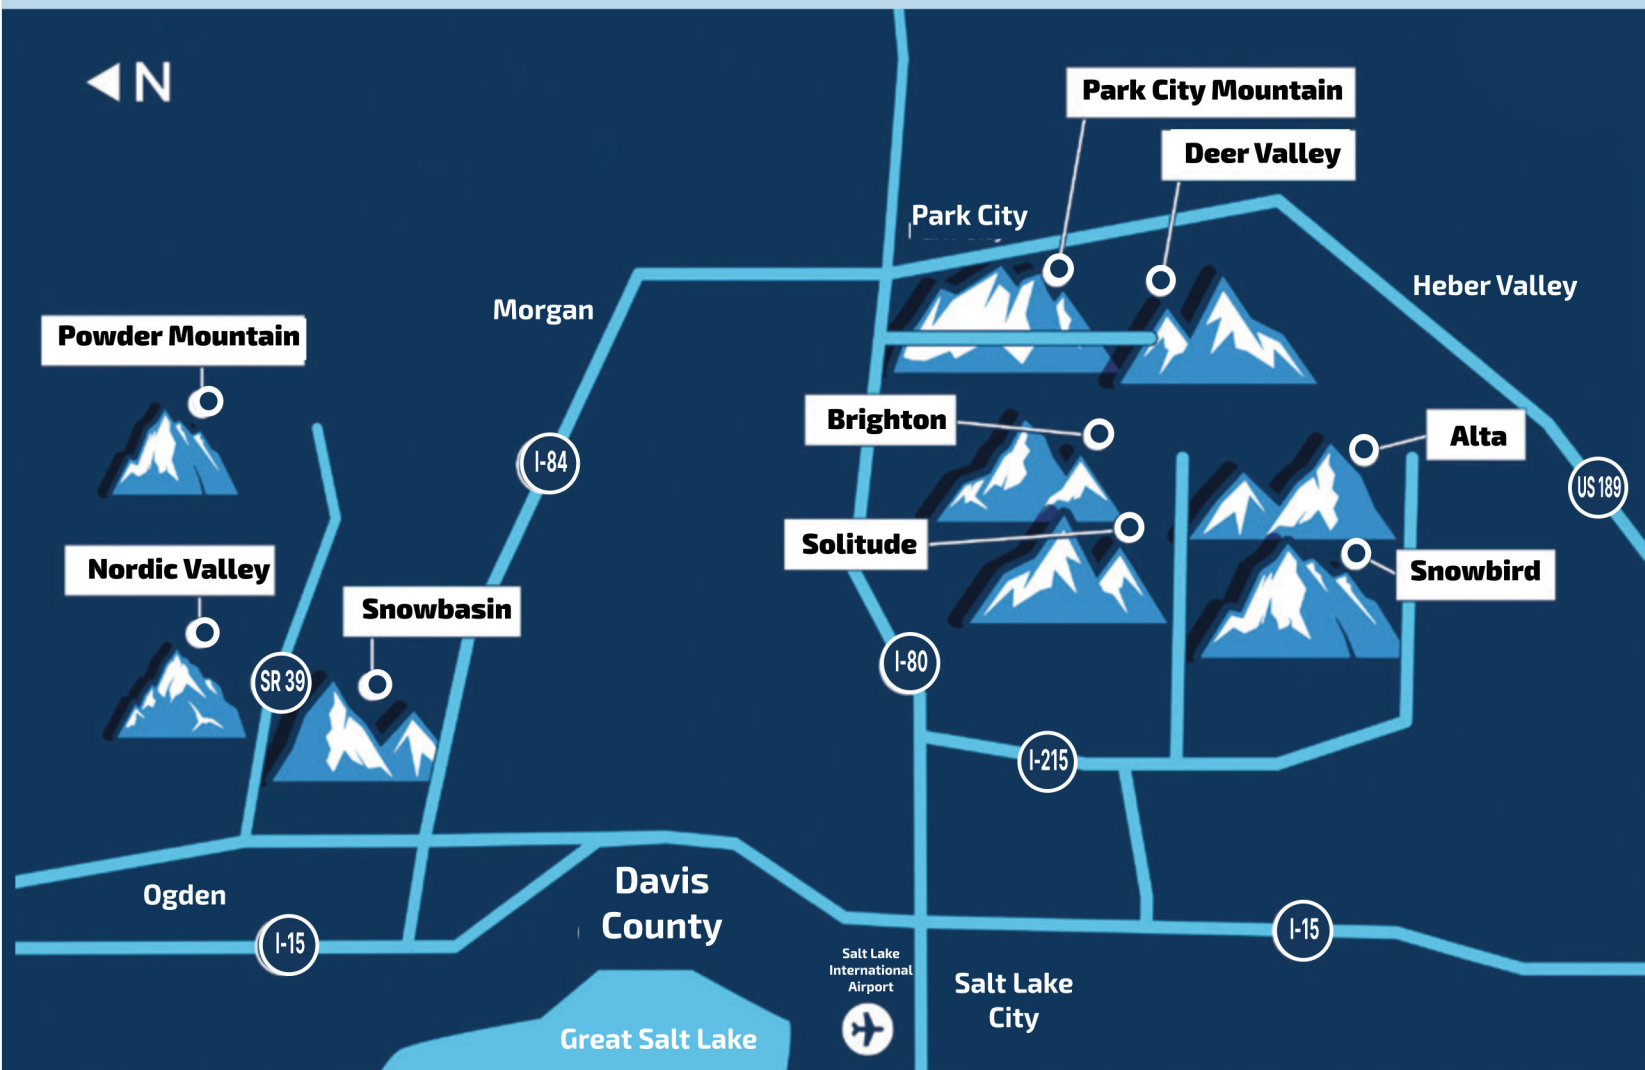 N
Park City Mountain
Deer Valley
Park City
Heber Valley
Morgan
Powder Mountain
Brighton
Alta
I-84
US 189
Solitude
Nordic Valley
Snowbasin
Snowbird
SR 39
I-80
I-215
Davis
County
Ogden
I-15
I-15
Salt Lake
International
Airport
Salt Lake
City
Great Salt Lake